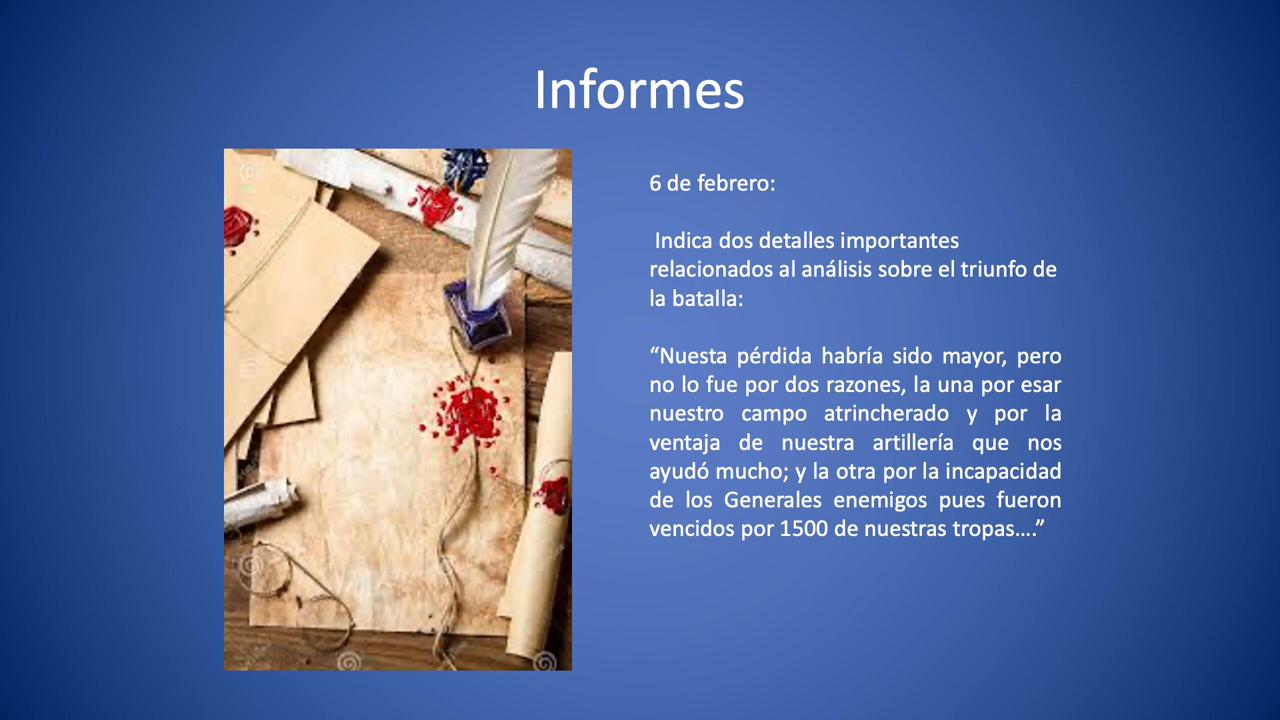 Informes
6 de febrero:
Indica dos detalles importantes
relacionados al análisis sobre el triunfo de
la batalla:
“Nuesta pérdida habría sido mayor, pero
no lo fue por dos razones, la una por esar
nuestro campo atrincherado y por la
ventaja de nuestra artillería que nos
ayudó mucho; y la otra por la incapacidad
de los Generales enemigos pues fueron
vencidos por 1500 de nuestras tropas….”